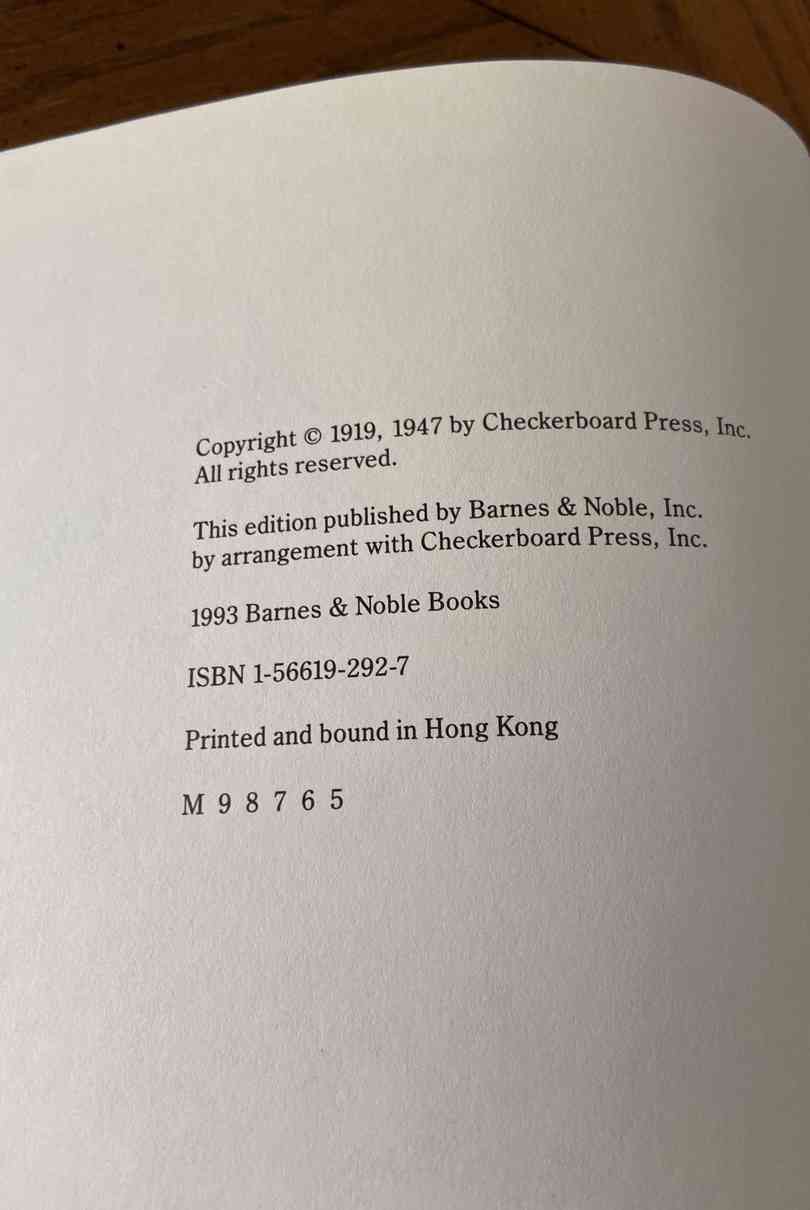 Copyright © 1919, 1947 by Checkerboard Press, Inc.
All rights reserved.
This edition published by Barnes & Noble, Inc.
by arrangement with Checkerboard Press, Inc.
1993 Barnes & Noble Books
ISBN 1-56619-292-7
Printed and bound in Hong Kong
M 9 8 7 6 5